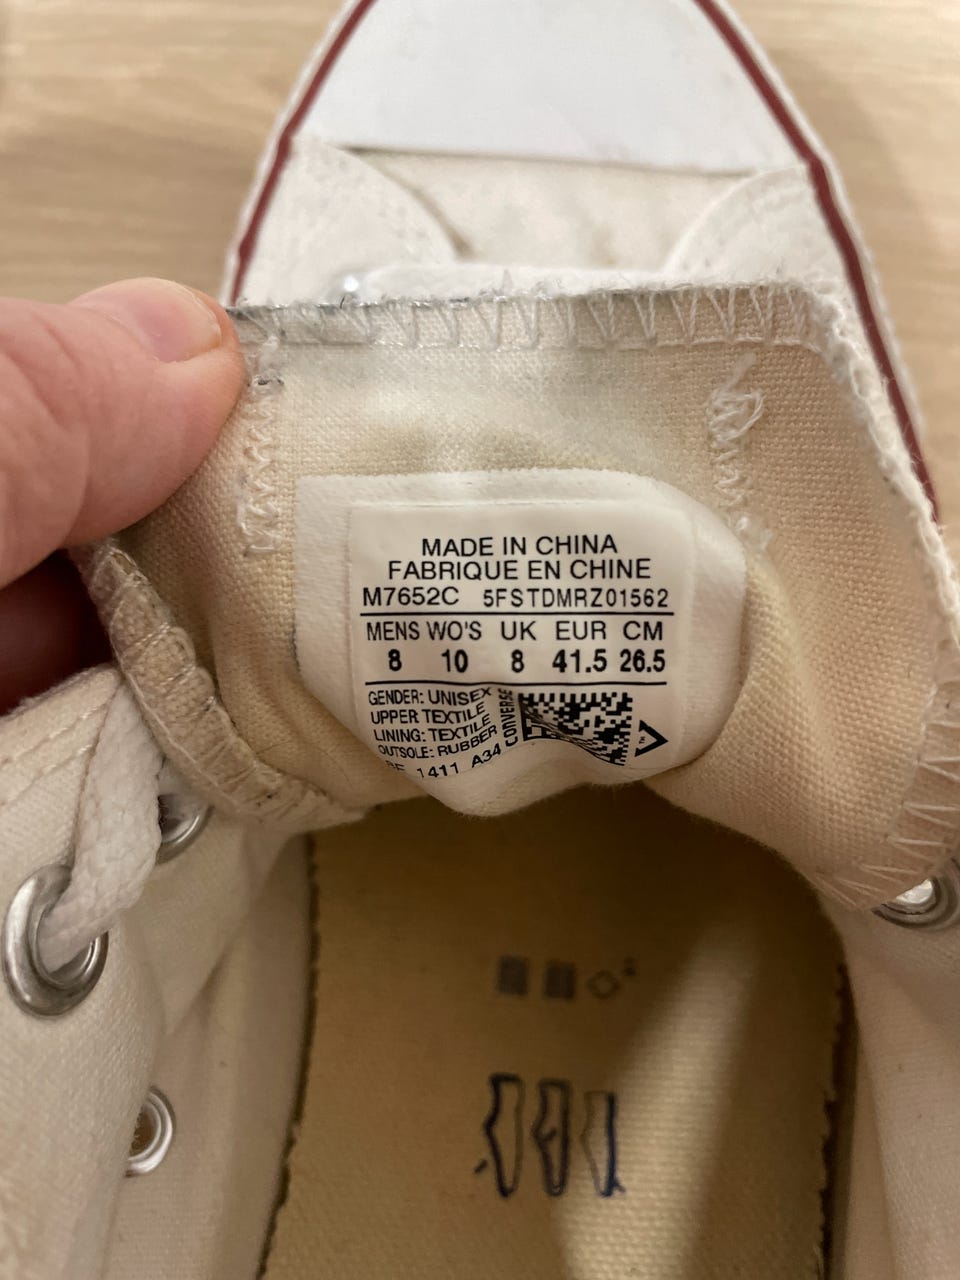 MADE IN CHINA
FABRIQUE EN CHINE
M7652C 5FSTDMRZ01562
MENS WO'S UK EUR CM
8 10 8 41.5 26.5
GENDER: UNISEX
UPPER TEXTILE
LINING: TEXTILE
OUTSOLE: RUBBER
1411 A34
CONVERSE
TM